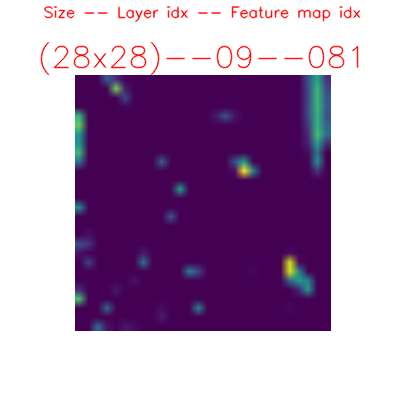 Size -- Layer idx -- Feature map idx
(28x28)--09--081